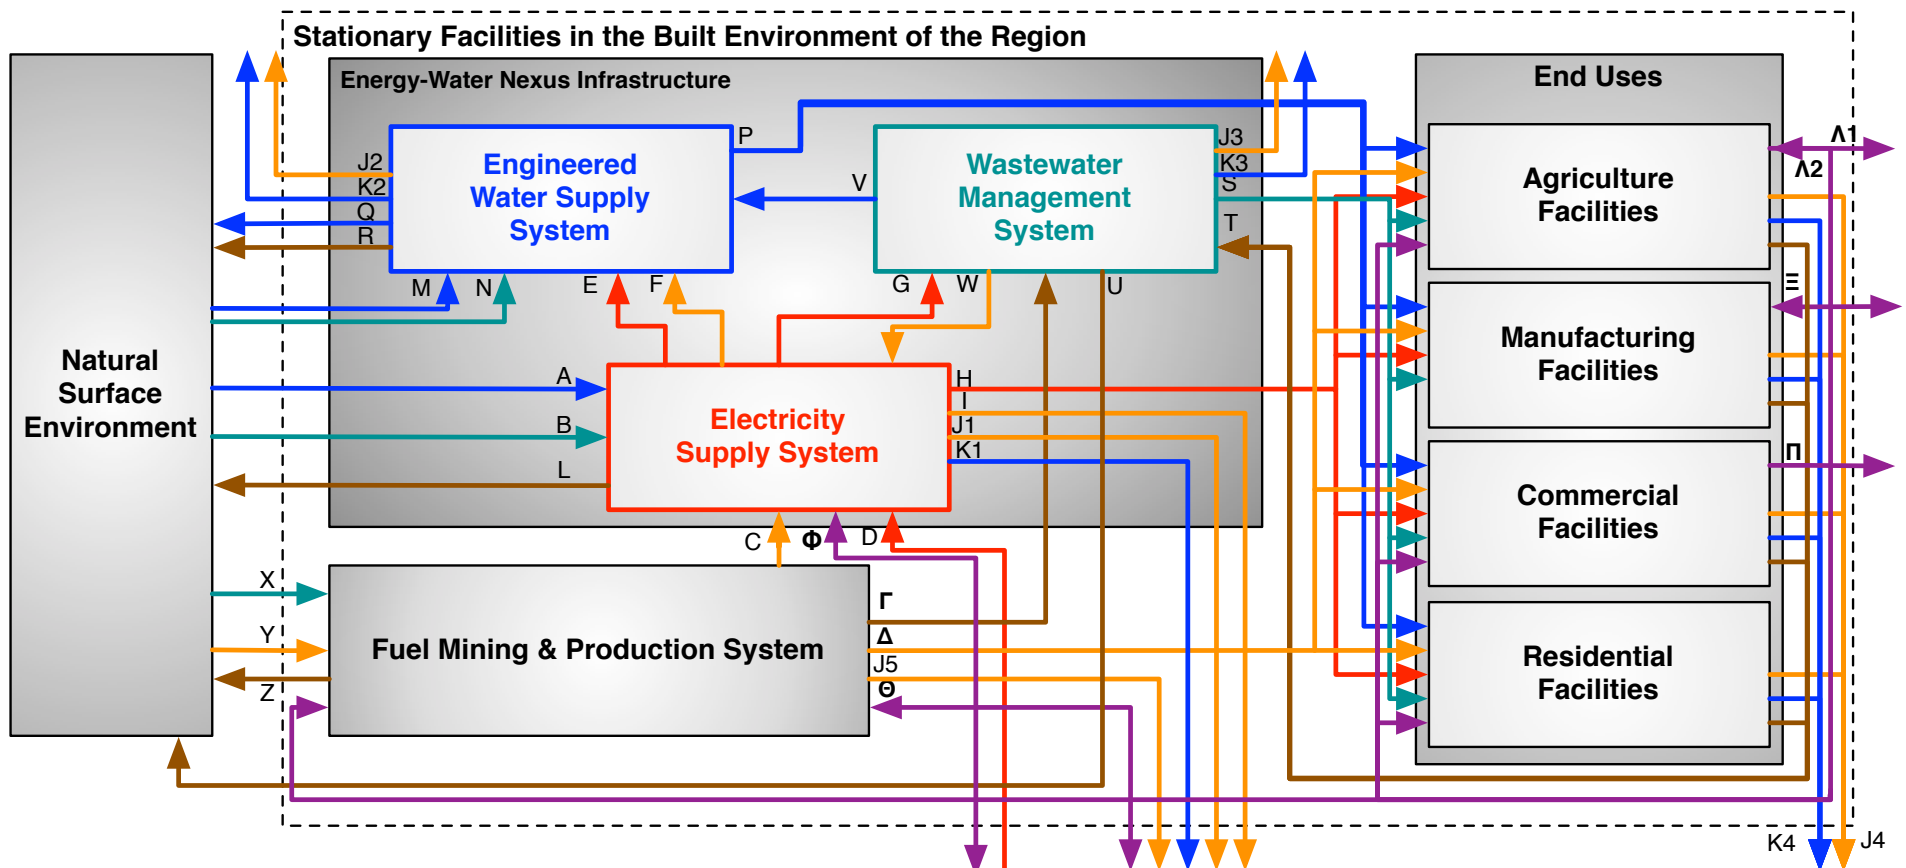 Stationary Facilities in the Built Environment of the Region
Energy-Water Nexus Infrastructure
End Uses
Natural
Surface
Environment
Engineered
Water Supply
System
Wastewater
Management
System
Electricity
Supply System
Fuel Mining & Production System
Agriculture
Facilities
Manufacturing
Facilities
Commercial
Facilities
Residential
Facilities
J2
K2
Q
R
P
V
J3
K3
S
T
M
N
E
F
G
W
U
A
B
L
H
I
J1
K1
C
Φ
D
X
Y
Z
Γ
Δ
J5
Θ
Λ1
Λ2
Ξ
Π
K4
J4